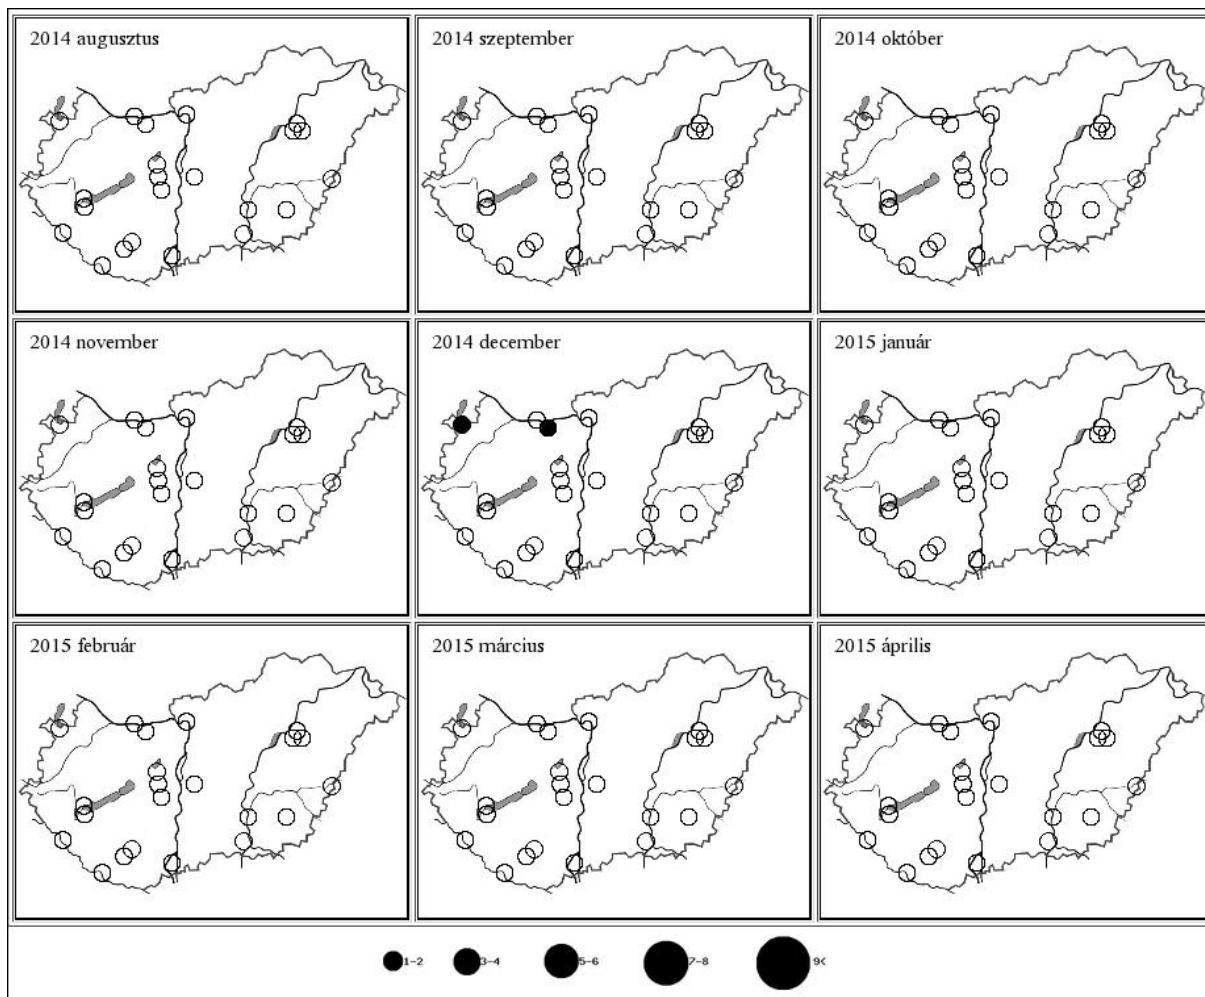 2014 augusztus
2014 szeptember
2014 október
2014 november
2014 december
2015 január
2015 február
2015 március
2015 április
1-2
3-4
5-6
7-8
9<